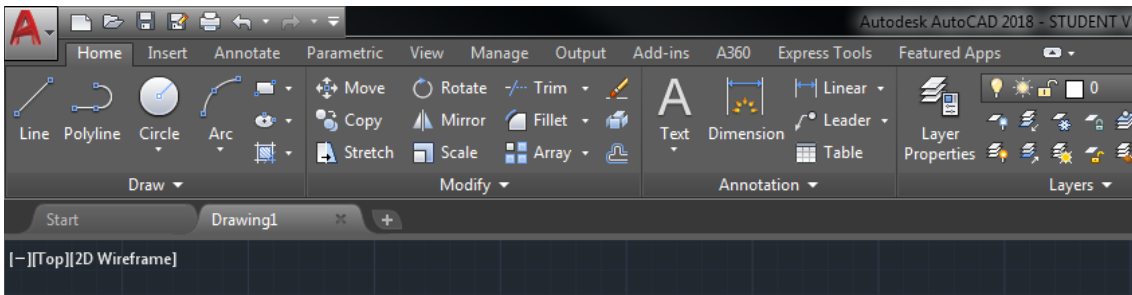 Autodesk AutoCAD 2018 - STUDENT V
Home Insert Annotate Parametric View Manage Output Add-ins A360 Express Tools Featured Apps
Move Rotate Trim Linear 0
Copy Mirror Fillet Leader
Line Polyline Circle Arc Text Dimension Layer
Stretch Scale Array Table Properties
Draw Modify Annotation Layers
Start Drawing1
[−][Top][2D Wireframe]